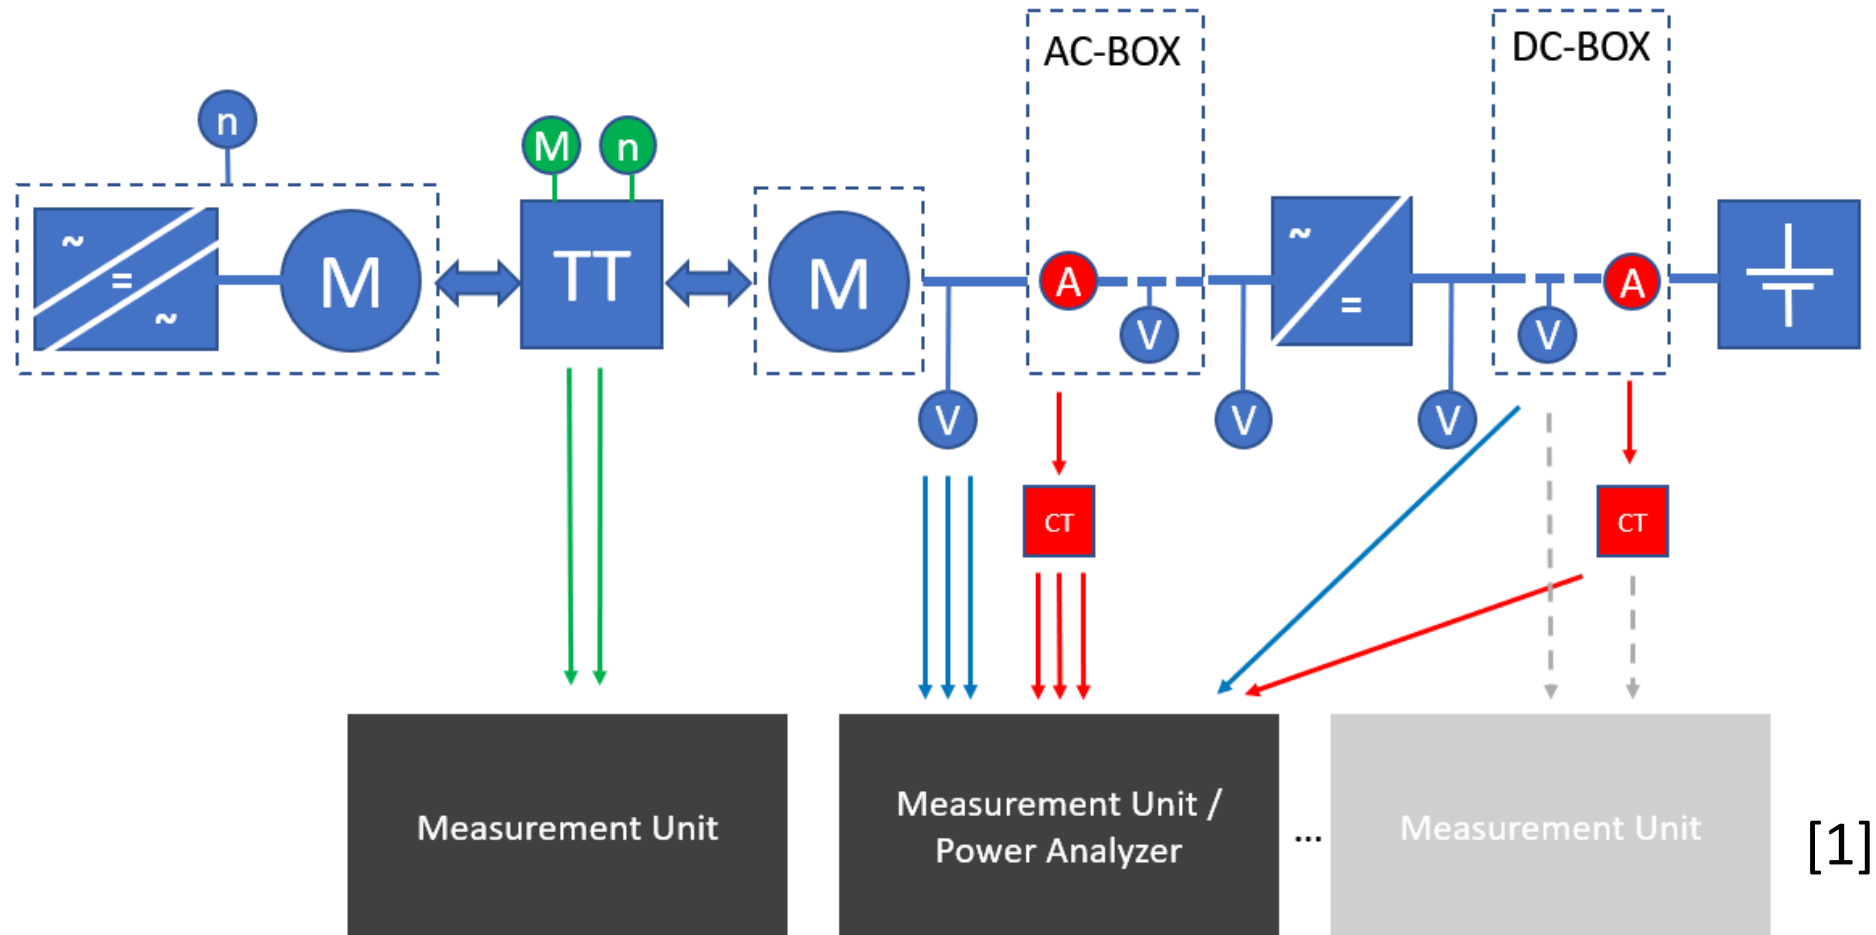 AC-BOX
DC-BOX
n
M
n
~
=
~
M
TT
M
A
V
~
=
V
A
V
V
V
CT
CT
Measurement Unit
Measurement Unit /
Power Analyzer
...
Measurement Unit
[1]